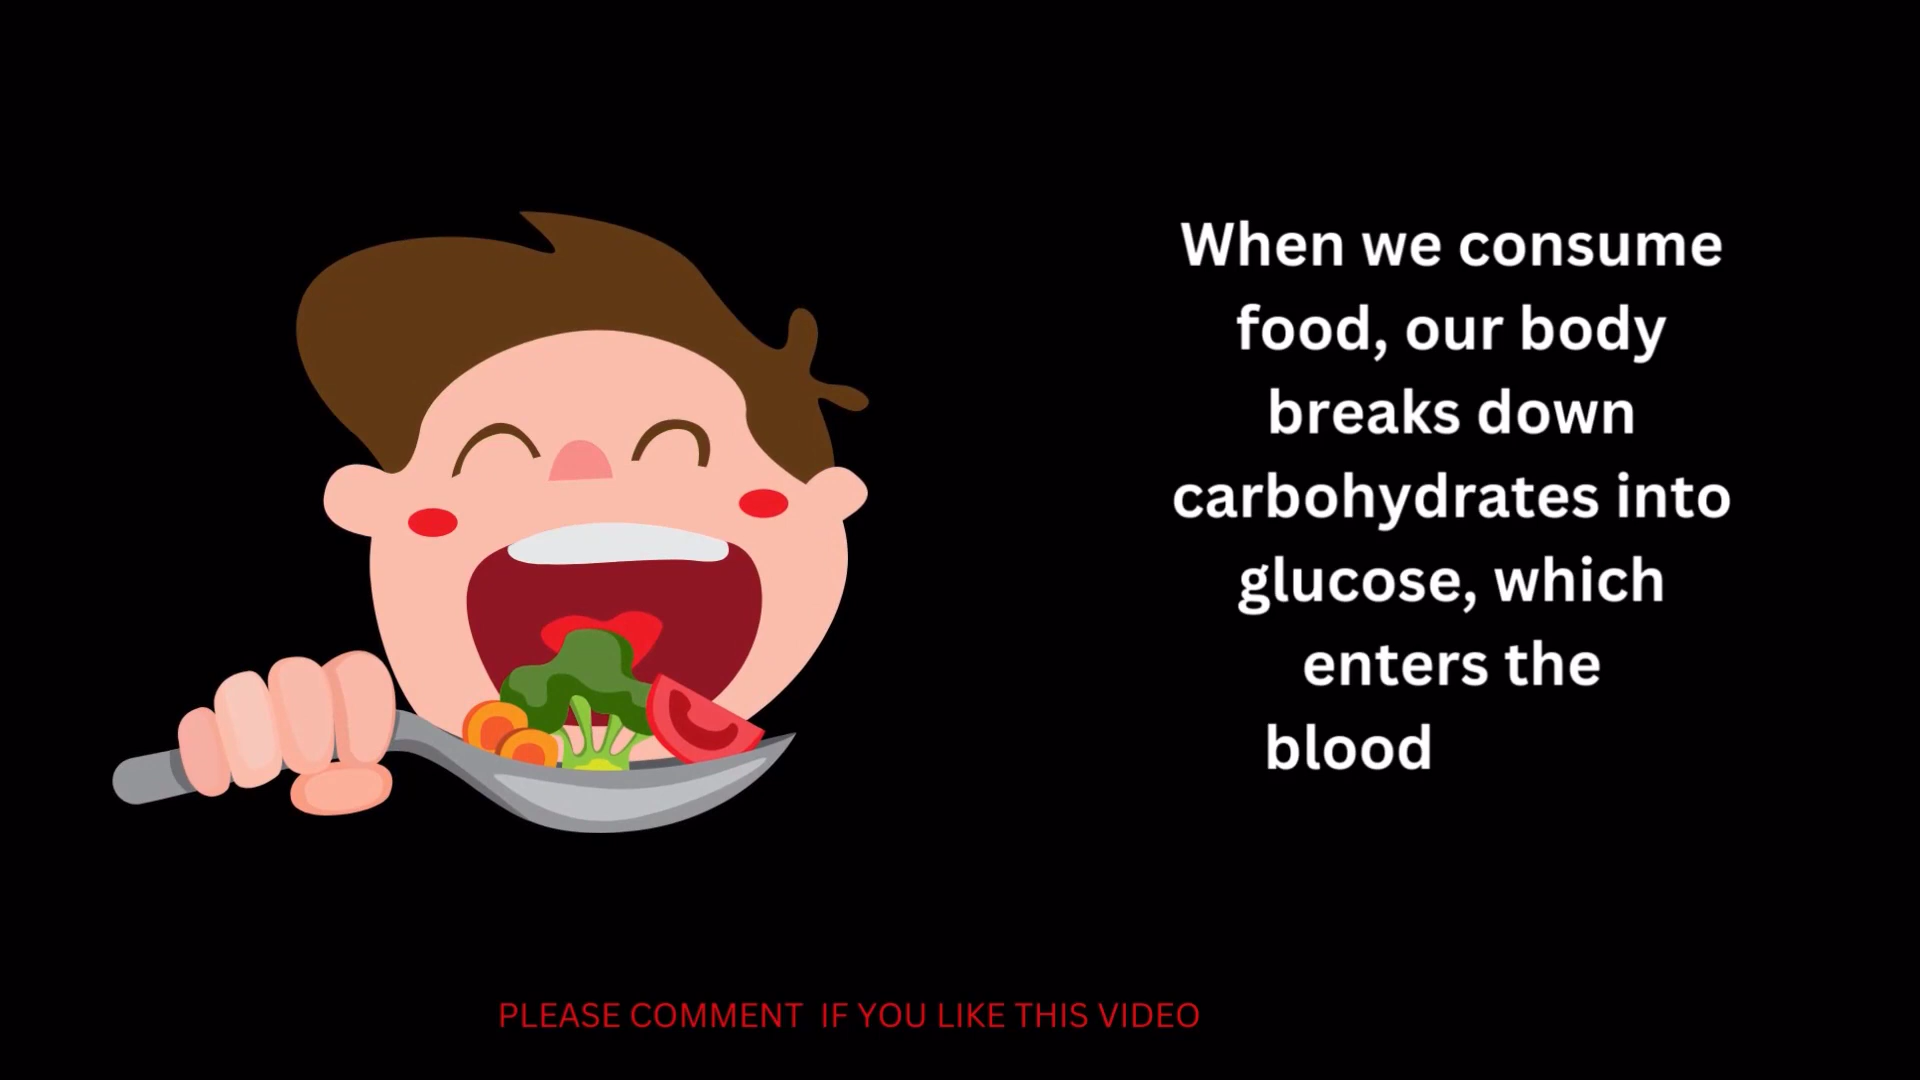 When we consume
food, our body
breaks down
carbohydrates into
glucose, which
enters the
blood
PLEASE COMMENT  IF YOU LIKE THIS VIDEO